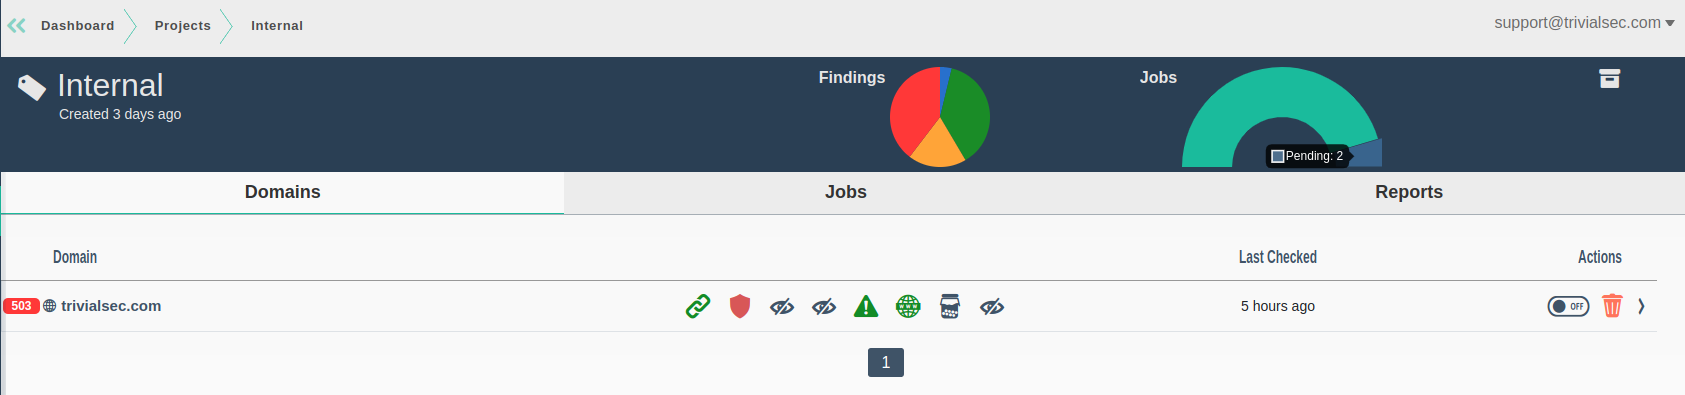 Dashboard
Projects
Internal
support@trivialsec.com
Internal
Created 3 days ago
Findings
Jobs
Pending: 2
Domains
Jobs
Reports
Domain
Last Checked
Actions
503
trivialsec.com
5 hours ago
OFF
1